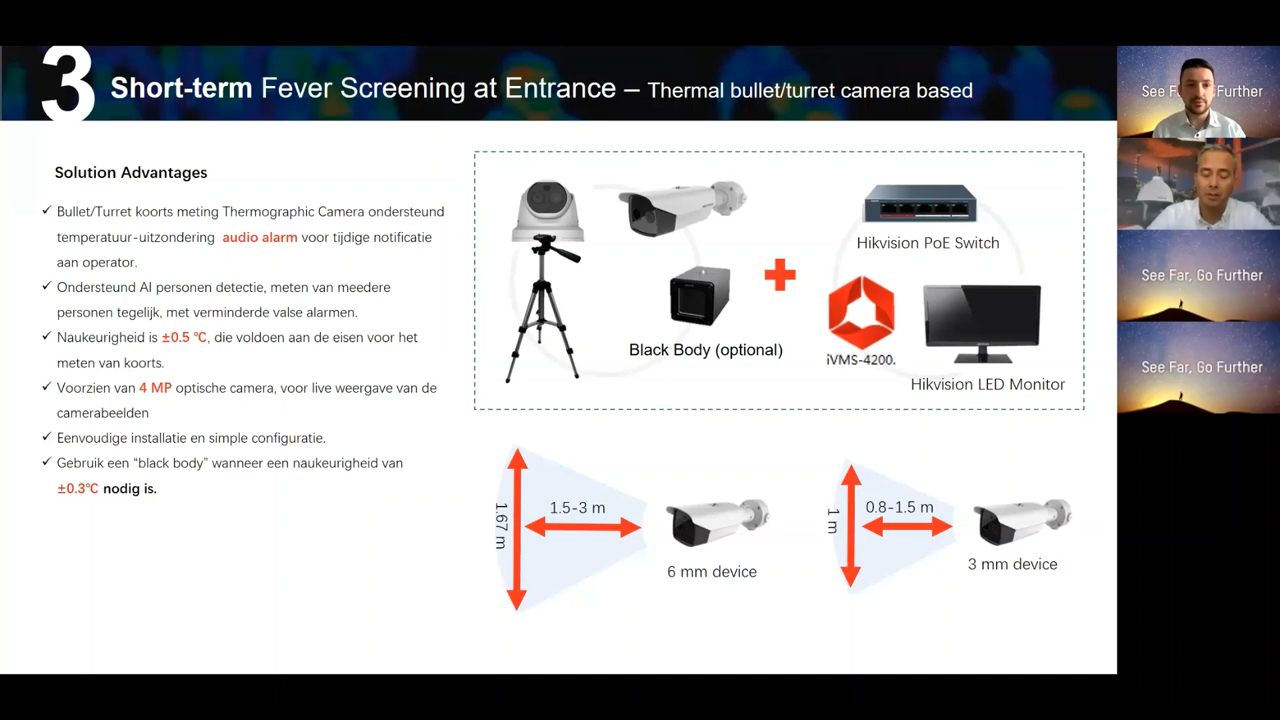 3 Short-term Fever Screening at Entrance – Thermal bullet/turret camera based
Solution Advantages
✓ Bullet/Turret koorts meting Thermographic Camera ondersteund
temperatuur-uitzondering audio alarm voor tijdige notificatie
aan operator.
✓ Ondersteund AI personen detectie, meten van meedere
personen tegelijk, met verminderde valse alarmen.
✓ Naukeurigheid is ±0.5 ℃, die voldoen aan de eisen voor het
meten van koorts.
✓ Voorzien van 4 MP optische camera, voor live weergave van de
camerabeelden
✓ Eenvoudige installatie en simple configuratie.
✓ Gebruik een “black body” wanneer een naukeurigheid van
±0.3℃ nodig is.
Black Body (optional)
Hikvision PoE Switch
iVMS-4200.
Hikvision LED Monitor
1.67 m
1.5-3 m
6 mm device
1 m
0.8-1.5 m
3 mm device
See Further
See Far, Go Further
See Far, Go Further